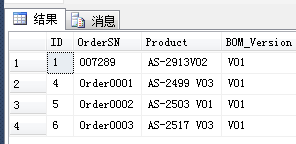 结果 消息
ID OrderSN Product BOM_Version
1 1 007289 AS-2913V02 V01
2 4 Order0001 AS-2499 V03 V01
3 5 Order0002 AS-2503 V01 V01
4 6 Order0003 AS-2517 V03 V01